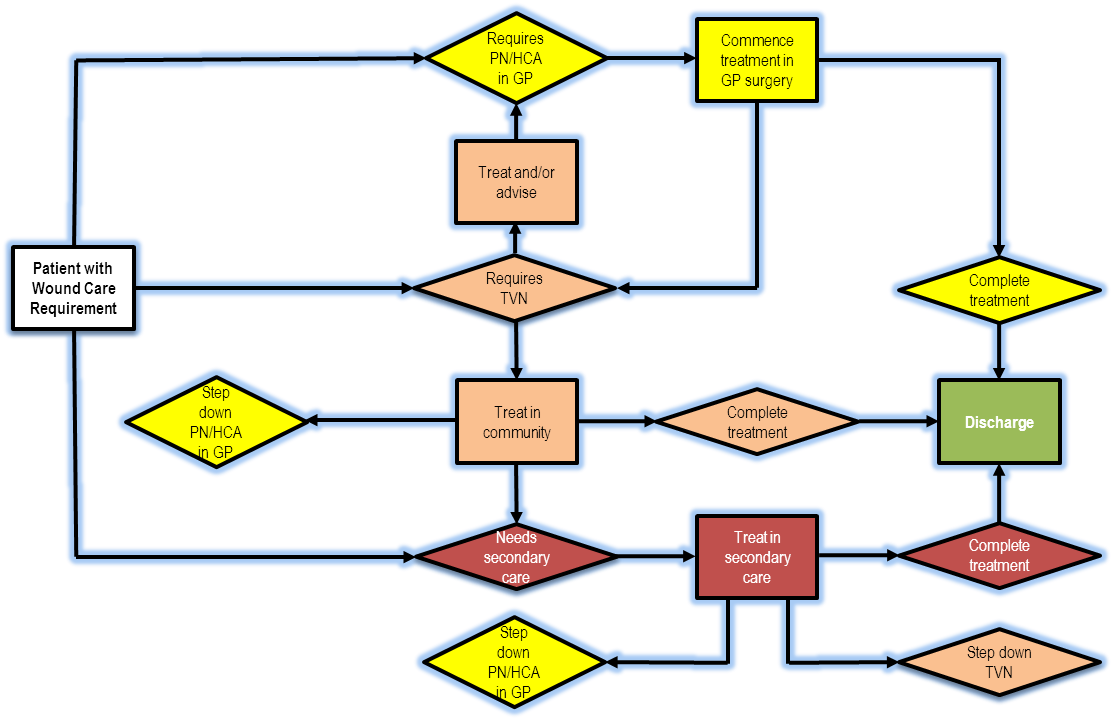 Requires
PN/HCA
in GP
Commence
treatment in
GP surgery
Treat and/or
advise
Patient with
Wound Care
Requirement
Requires
TVN
Complete
treatment
Step
down
PN/HCA
in GP
Treat in
community
Complete
treatment
Discharge
Needs
secondary
care
Treat in
secondary
care
Complete
treatment
Step
down
PN/HCA
in GP
Step down
TVN